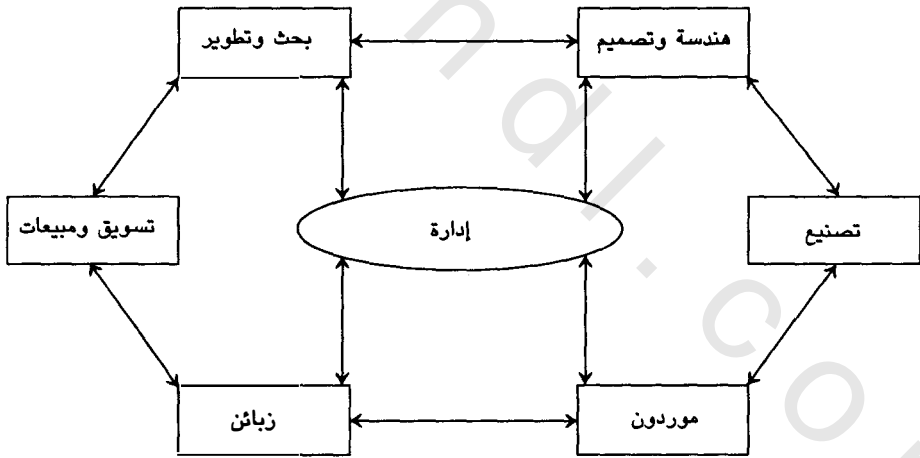 هندسة وتصميم
بحث وتطوير
تصنيع
إدارة
تسويق ومبيعات
موردون
زبائن
n d l . c o